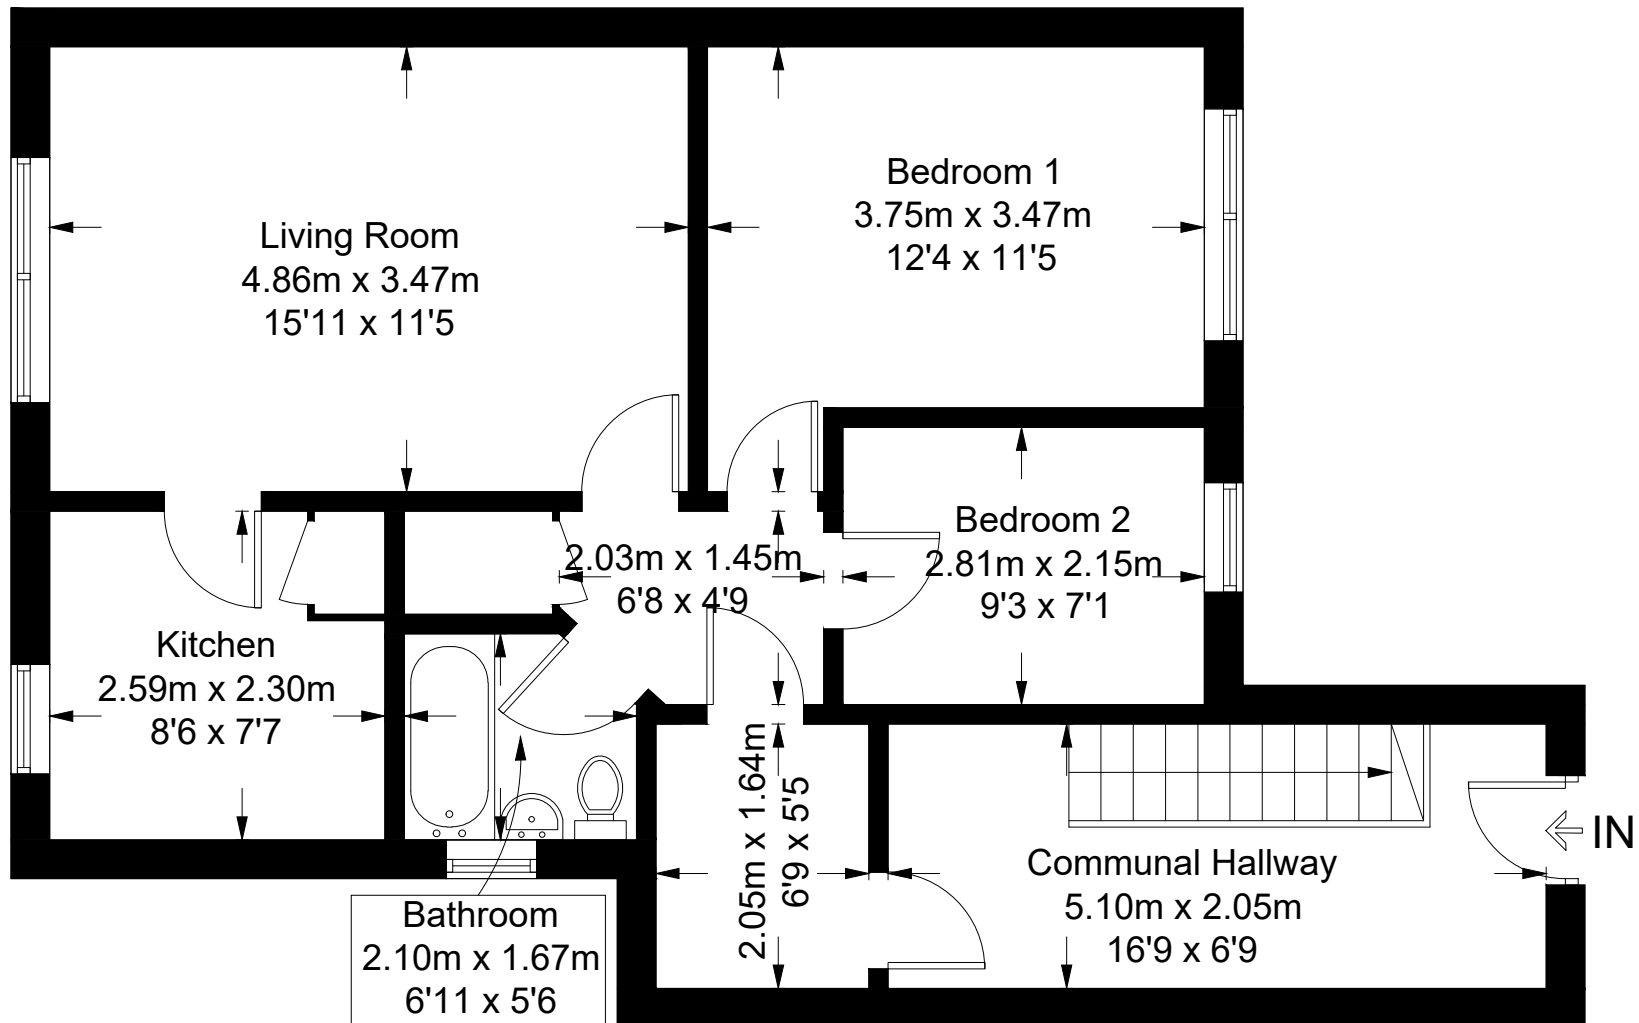 Living Room
4.86m x 3.47m
15'11 x 11'5
Bedroom 1
3.75m x 3.47m
12'4 x 11'5
2.03m x 1.45m
6'8 x 4'9
Bedroom 2
2.81m x 2.15m
9'3 x 7'1
Kitchen
2.59m x 2.30m
8'6 x 7'7
2.05m x 1.64m
6'9 x 5'5
Communal Hallway
5.10m x 2.05m
16'9 x 6'9
IN
Bathroom
2.10m x 1.67m
6'11 x 5'6